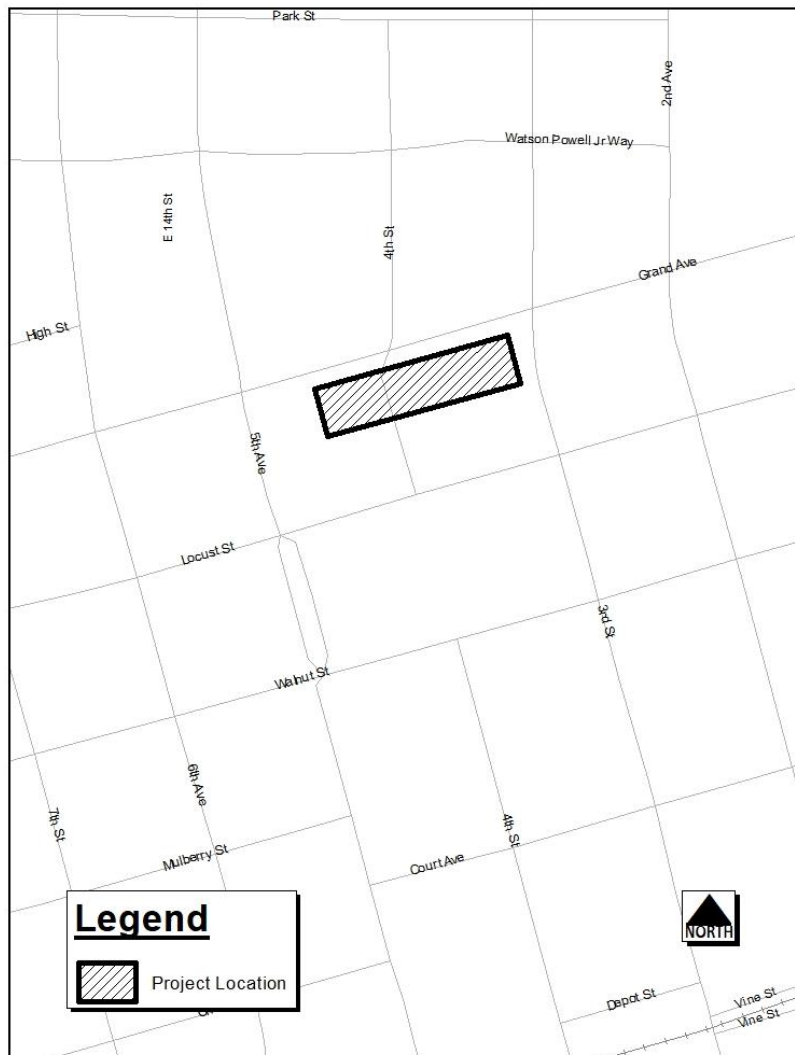 Park St
2nd Ave
Watson Powell Jr Way
E 14th St
4th St
Grand Ave
High St
5th Ave
Locust St
3rd St
Walnut St
6th Ave
7th St
4th St
Mulberry St
Court Ave
Legend
NORTH
Project Location
Depot St
Vine St
Vine St